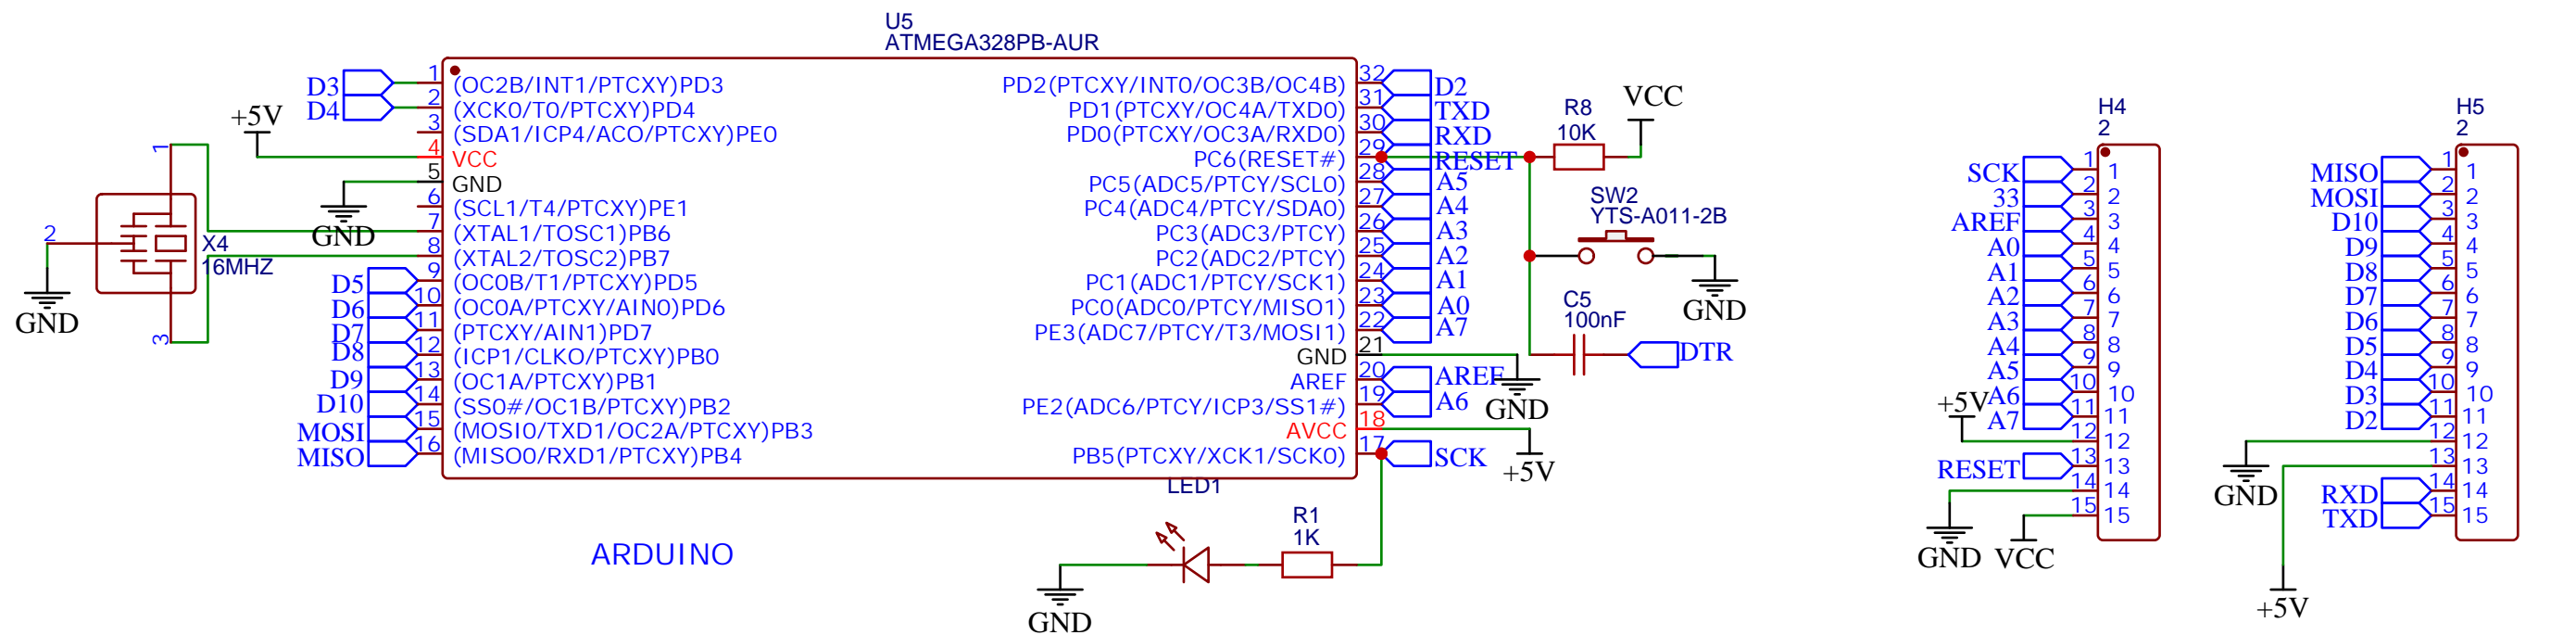 U5
ATMEGA328PB-AUR
D3
D4
+5V
GND
1
2
3
X4
16MHZ
GND
D5
D6
D7
D8
D9
D10
MOSI
MISO
1 (OC2B/INT1/PTCXY)PD3
2 (XCK0/T0/PTCXY)PD4
3 (SDA1/ICP4/ACO/PTCXY)PE0
4 VCC
5 GND
6 (SCL1/T4/PTCXY)PE1
7 (XTAL1/TOSC1)PB6
8 (XTAL2/TOSC2)PB7
9 (OC0B/T1/PTCXY)PD5
10 (OC0A/PTCXY/AIN0)PD6
11 (PTCXY/AIN1)PD7
12 (ICP1/CLKO/PTCXY)PB0
13 (OC1A/PTCXY)PB1
14 (SS0#/OC1B/PTCXY)PB2
15 (MOSI0/TXD1/OC2A/PTCXY)PB3
16 (MISO0/RXD1/PTCXY)PB4
PD2(PTCXY/INT0/OC3B/OC4B) 32 D2
PD1(PTCXY/OC4A/TXD0) 31 TXD
PD0(PTCXY/OC3A/RXD0) 30 RXD
PC6(RESET#) 29 RESET
PC5(ADC5/PTCY/SCL0) 28 A5
PC4(ADC4/PTCY/SDA0) 27 A4
PC3(ADC3/PTCY) 26 A3
PC2(ADC2/PTCY) 25 A2
PC1(ADC1/PTCY/SCK1) 24 A1
PC0(ADC0/PTCY/MISO1) 23 A0
PE3(ADC7/PTCY/T3/MOSI1) 22 A7
GND 21
AREF 20 AREF
PE2(ADC6/PTCY/ICP3/SS1#) 19 A6
AVCC 18
PB5(PTCXY/XCK1/SCK0) 17 SCK
GND
+5V
R8
10K
VCC
SW2
YTS-A011-2B
GND
C5
100nF
DTR
LED1
R1
1K
GND
ARDUINO
H4
2
SCK 1 1
33 2 2
AREF 3 3
A0 4 4
A1 5 5
A2 6 6
A3 7 7
A4 8 8
A5 9 9
A6 10 10
A7 11 11
+5V 12 12
RESET 13 13
14 14
15 15
GND
VCC
H5
2
MISO 1 1
MOSI 2 2
D10 3 3
D9 4 4
D8 5 5
D7 6 6
D6 7 7
D5 8 8
D4 9 9
D3 10 10
D2 11 11
12 12
13 13
RXD 14 14
TXD 15 15
GND
+5V